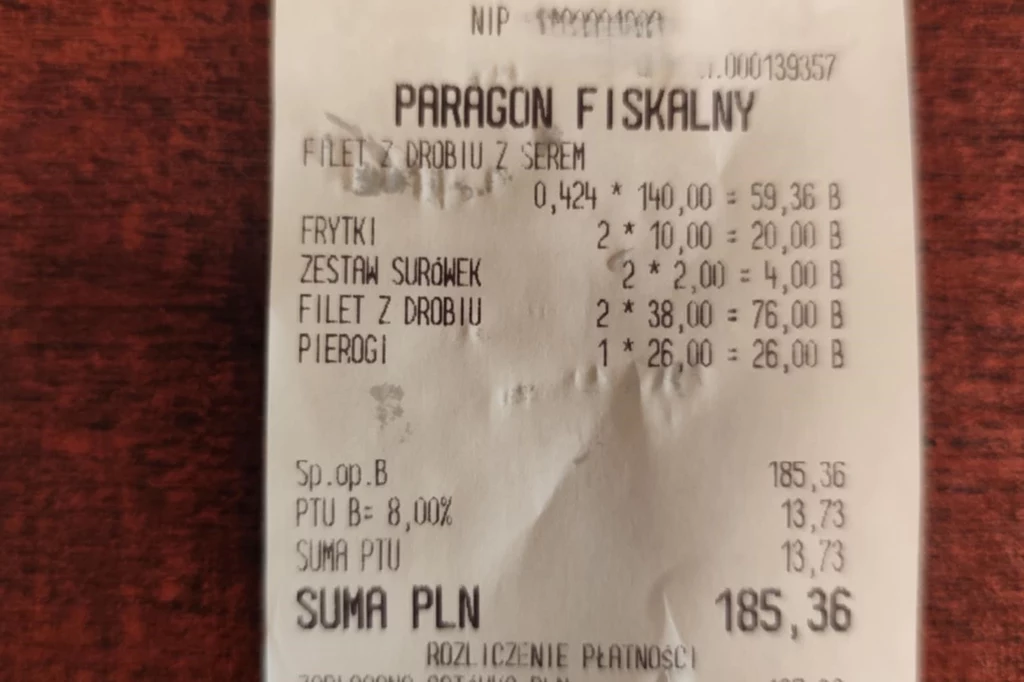 NIP
000139357
PARAGON FISKALNY
FILET Z DROBIU Z SEREM
0,424 * 140,00 = 59,36 B
FRYTKI 2 * 10,00 = 20,00 B
ZESTAW SURÓWEK 2 * 2,00 = 4,00 B
FILET Z DROBIU 2 * 38,00 = 76,00 B
PIEROGI 1 * 26,00 = 26,00 B
Sp.op.B 185,36
PTU B= 8,00% 13,73
SUMA PTU 13,73
SUMA PLN 185,36
ROZLICZENIE PŁATNOŚCI